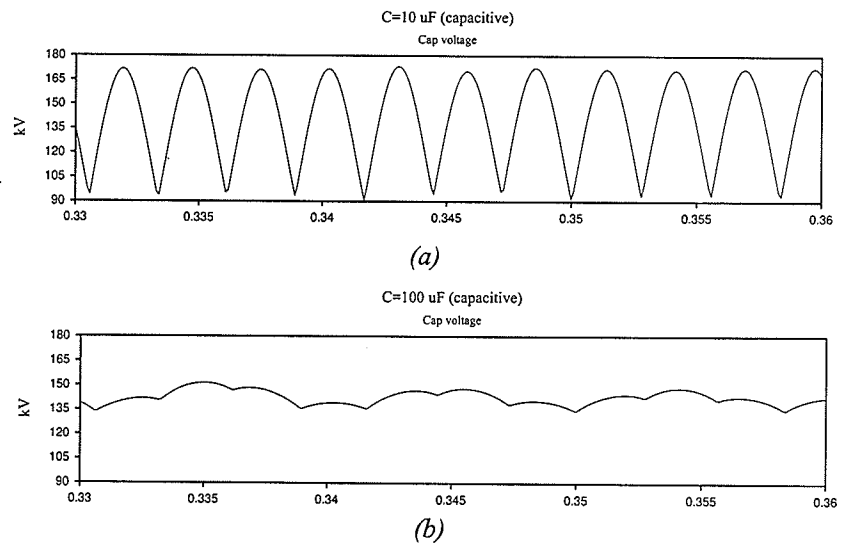 C=10 uF (capacitive)
Cap voltage
180
165
150
135
120
105
90
kV
0.33 0.335 0.34 0.345 0.35 0.355 0.36
(a)
C=100 uF (capacitive)
Cap voltage
180
165
150
135
120
105
90
kV
0.33 0.335 0.34 0.345 0.35 0.355 0.36
(b)